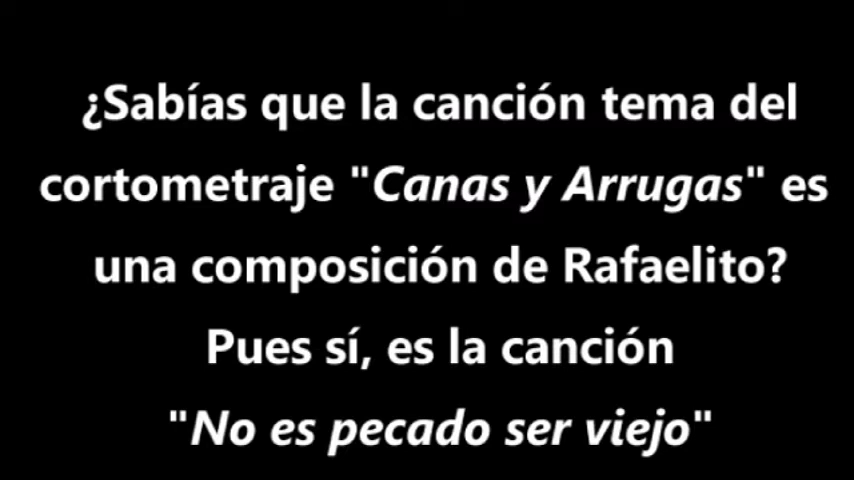 ¿Sabías que la canción tema del
cortometraje "Canas y Arrugas" es
una composición de Rafaelito?
Pues sí, es la canción
"No es pecado ser viejo"